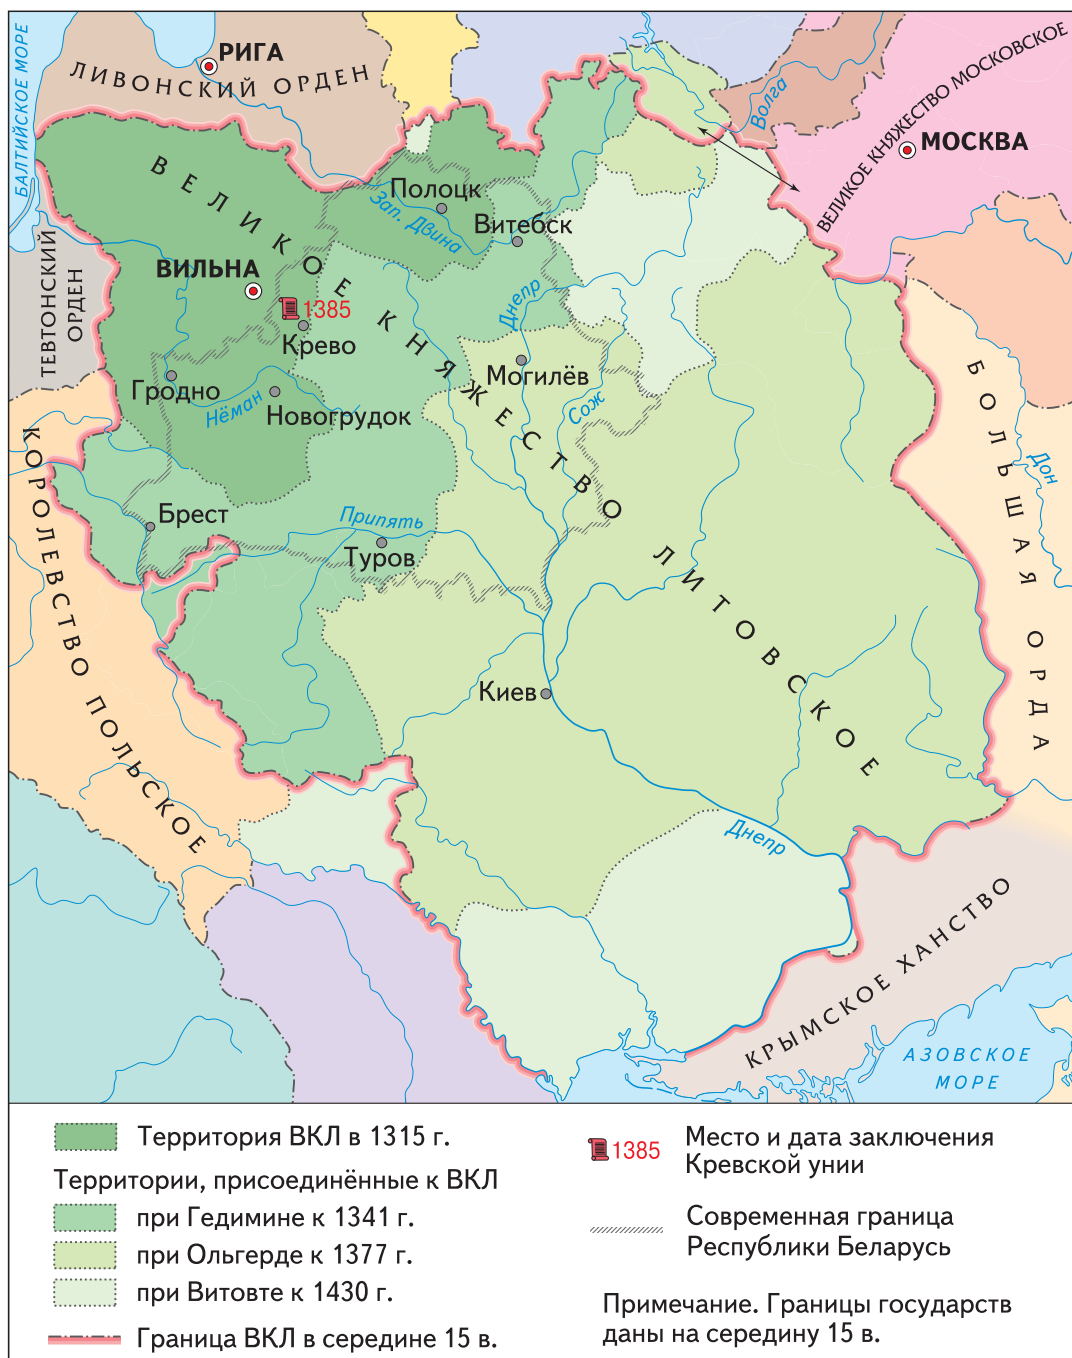 БАЛТИЙСКОЕ МОРЕ
РИГА
ЛИВОНСКИЙ ОРДЕН
Волга
ВЕЛИКОЕ КНЯЖЕСТВО МОСКОВСКОЕ
МОСКВА
ВЕЛИКОЕ КНЯЖЕСТВО ЛИТОВСКОЕ
Полоцк
Зап. Двина
Витебск
ТЕВТОНСКИЙ
ОРДЕН
ВИЛЬНА
1385
Крево
Днепр
Могилёв
Гродно
Нёман
Новогрудок
Сож
БОЛЬШАЯ ОРДА
Дон
КОРОЛЕВСТВО ПОЛЬСКОЕ
Брест
Припять
Туров
Киев
Днепр
КРЫМСКОЕ ХАНСТВО
АЗОВСКОЕ
МОРЕ
Территория ВКЛ в 1315 г.
Территории, присоединённые к ВКЛ
при Гедимине к 1341 г.
при Ольгерде к 1377 г.
при Витовте к 1430 г.
Граница ВКЛ в середине 15 в.
1385
Место и дата заключения
Кревской унии
Современная граница
Республики Беларусь
Примечание. Границы государств
даны на середину 15 в.